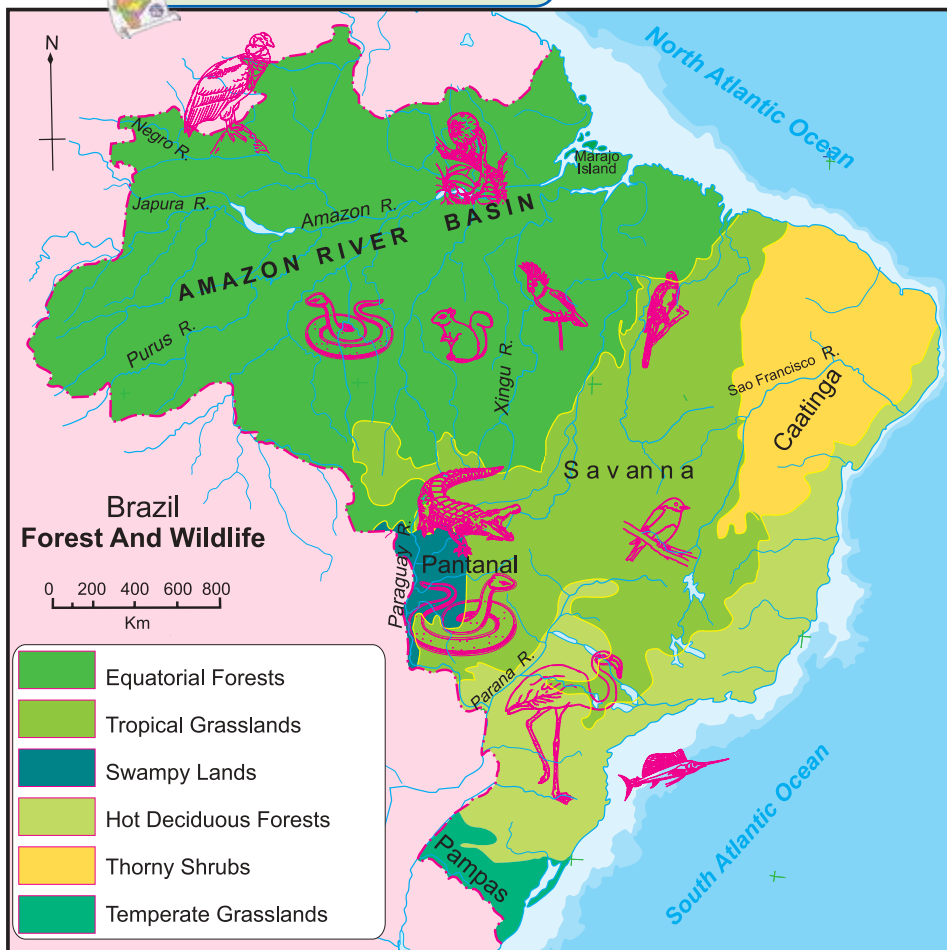 N
North Atlantic Ocean
Negro R.
Marajo
Island
Japura R.
Amazon R.
AMAZON RIVER BASIN
Purus R.
Xingu R.
Sao Francisco R.
Caatinga
Savanna
Brazil
Forest And Wildlife
0 200 400 600 800
Km
Paraguay R.
Pantanal
Parana R.
South Atlantic Ocean
Pampas
Equatorial Forests
Tropical Grasslands
Swampy Lands
Hot Deciduous Forests
Thorny Shrubs
Temperate Grasslands